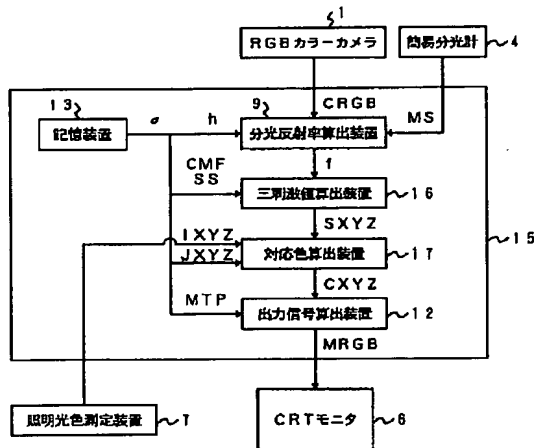 1
RGBカラーカメラ
簡易分光計
4
13
9
CRGB
MS
記憶装置
σ
h
分光反射率算出装置
f
CMF
SS
三刺激値算出装置
16
SXYZ
IXYZ
JXYZ
対応色算出装置
17
15
CXYZ
MTP
出力信号算出装置
12
MRGB
照明光色測定装置
7
CRTモニタ
6